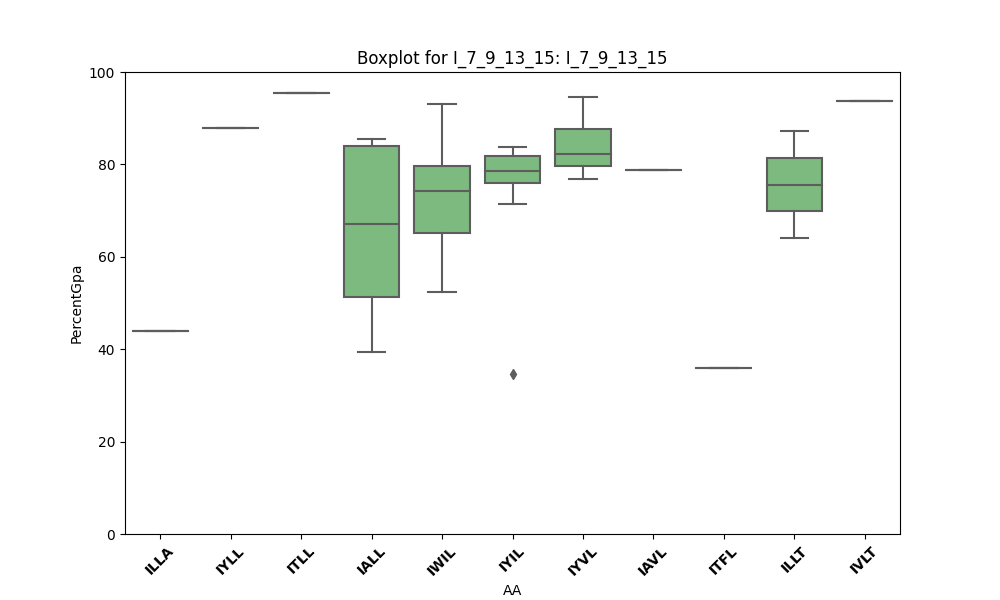 Boxplot for I_7_9_13_15: I_7_9_13_15
100
80
60
40
20
0
PercentGpa
ILLA
IYLL
ITLL
IALL
IWIL
IYIL
IYVL
IAVL
ITFL
ILLT
IVLT
AA